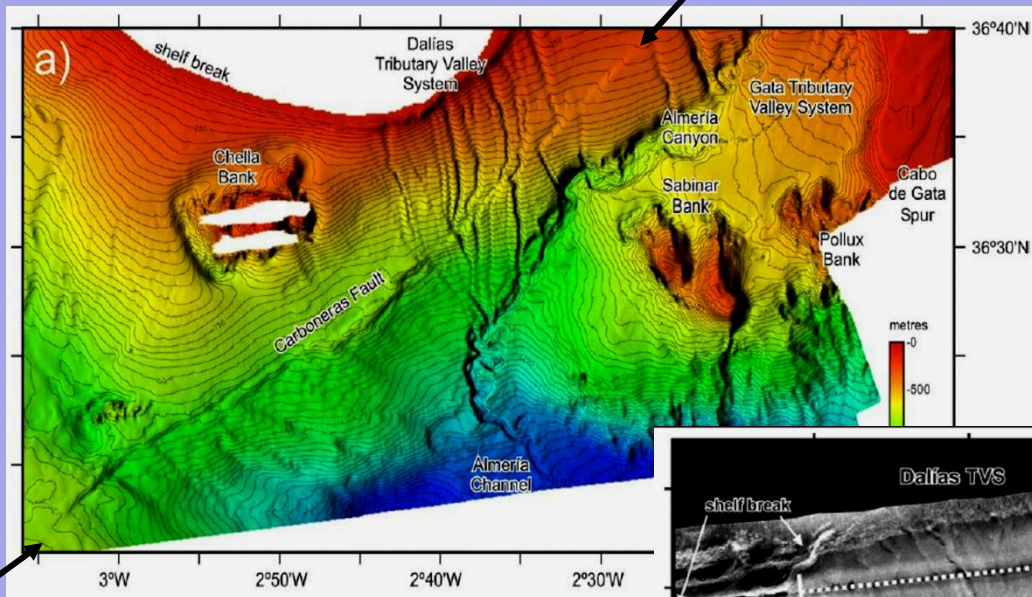 a)
shelf break
Dalías
Tributary Valley
System
36°40'N
Gata Tributary
Valley System
Almería
Canyon
Chella
Bank
Sabinar
Bank
Cabo
de Gata
Spur
Pollux
Bank
36°30'N
Carboneras Fault
metres
-0
-500
Almería
Channel
3°W
2°50'W
2°40'W
2°30'W
Dalías TVS
shelf break